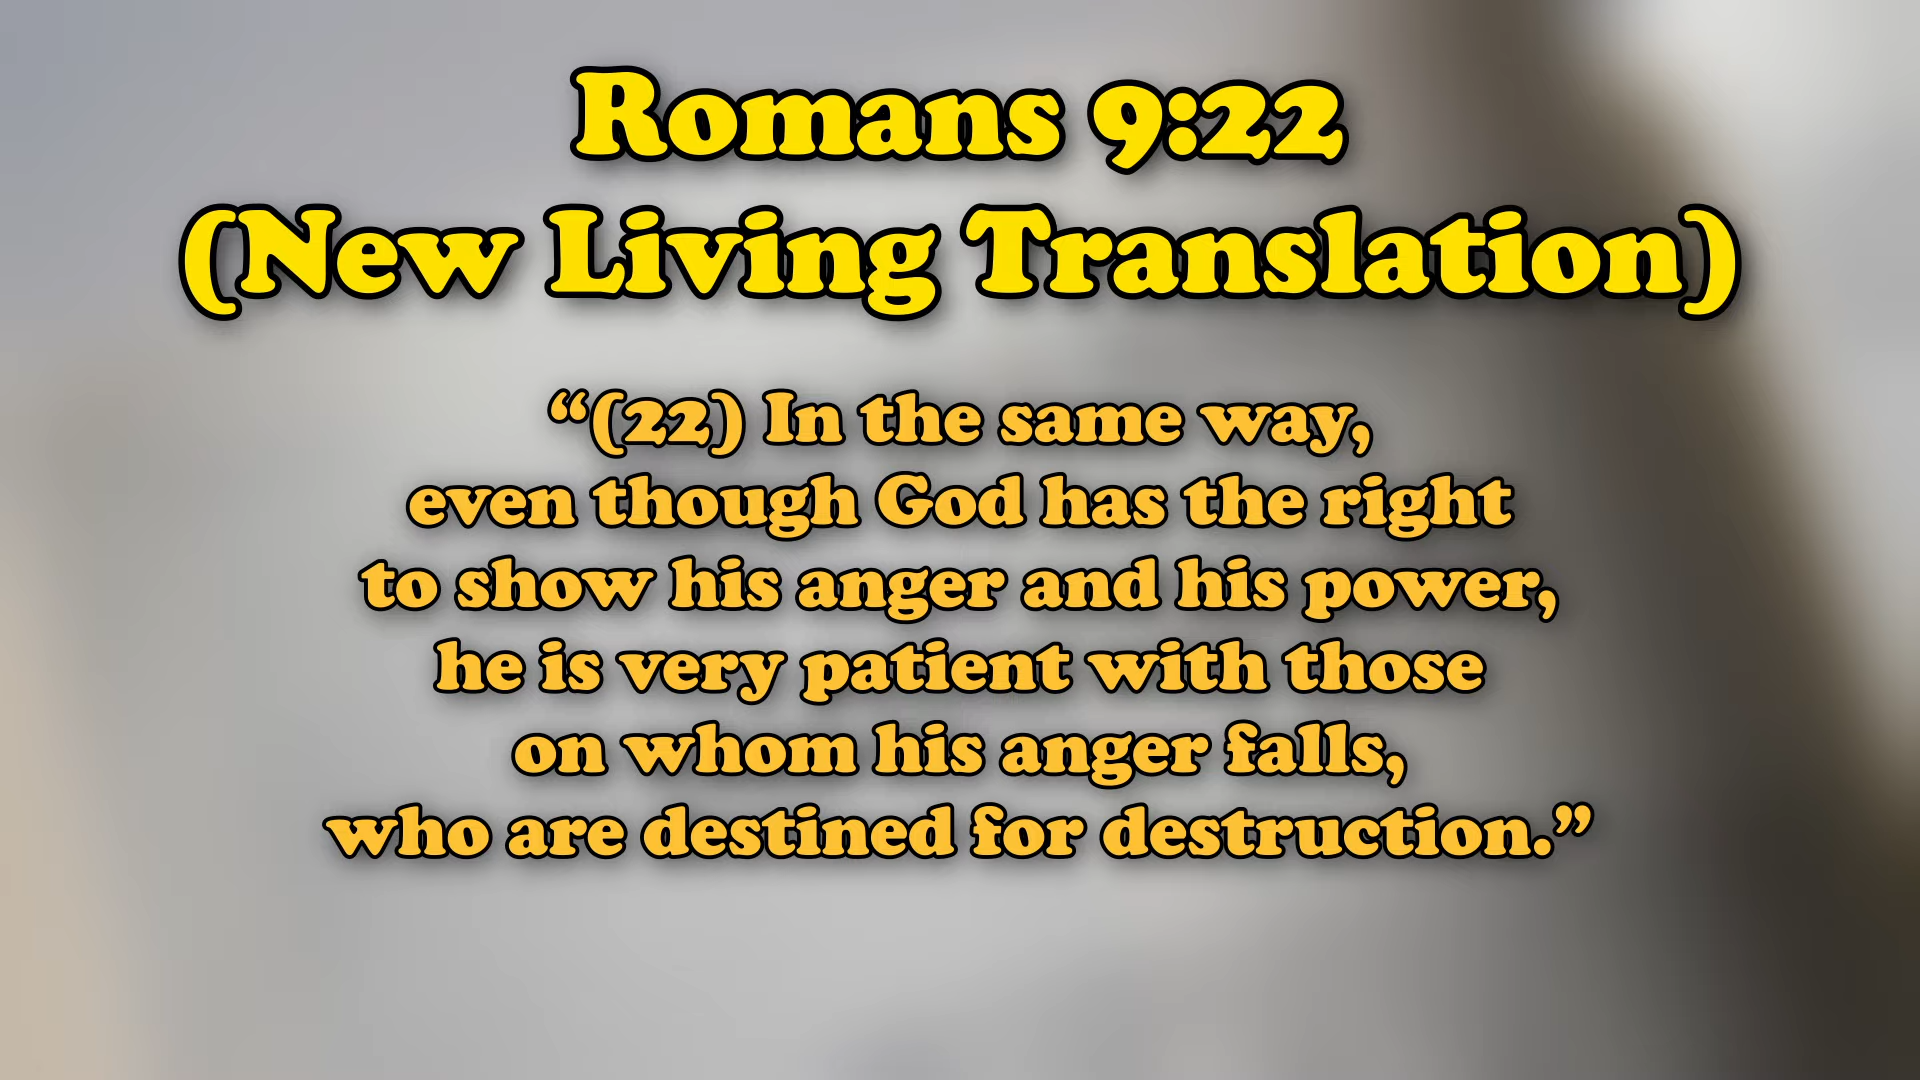 Romans 9:22
(New Living Translation)
“(22) In the same way,
even though God has the right
to show his anger and his power,
he is very patient with those
on whom his anger falls,
who are destined for destruction.”